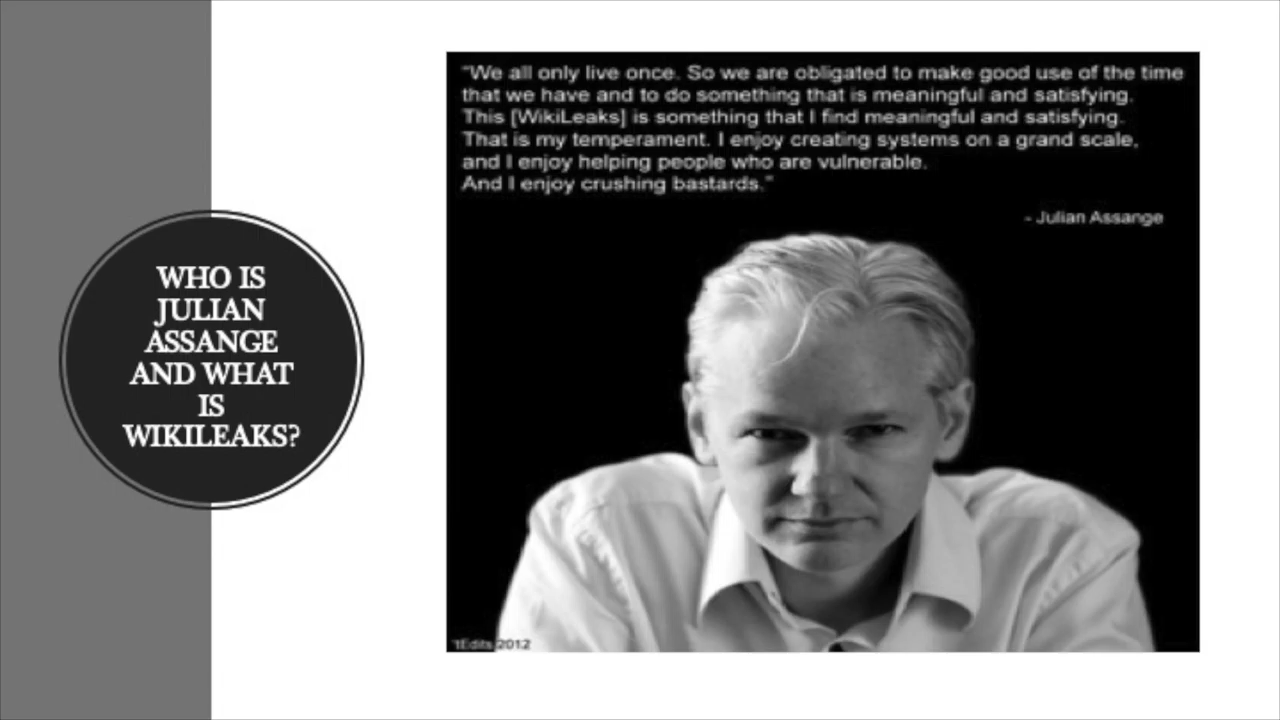 WHO IS
JULIAN
ASSANGE
AND WHAT
IS
WIKILEAKS?
"We all only live once. So we are obligated to make good use of the time
that we have and to do something that is meaningful and satisfying.
This [WikiLeaks] is something that I find meaningful and satisfying.
That is my temperament. I enjoy creating systems on a grand scale,
and I enjoy helping people who are vulnerable.
And I enjoy crushing bastards."
- Julian Assange
2012